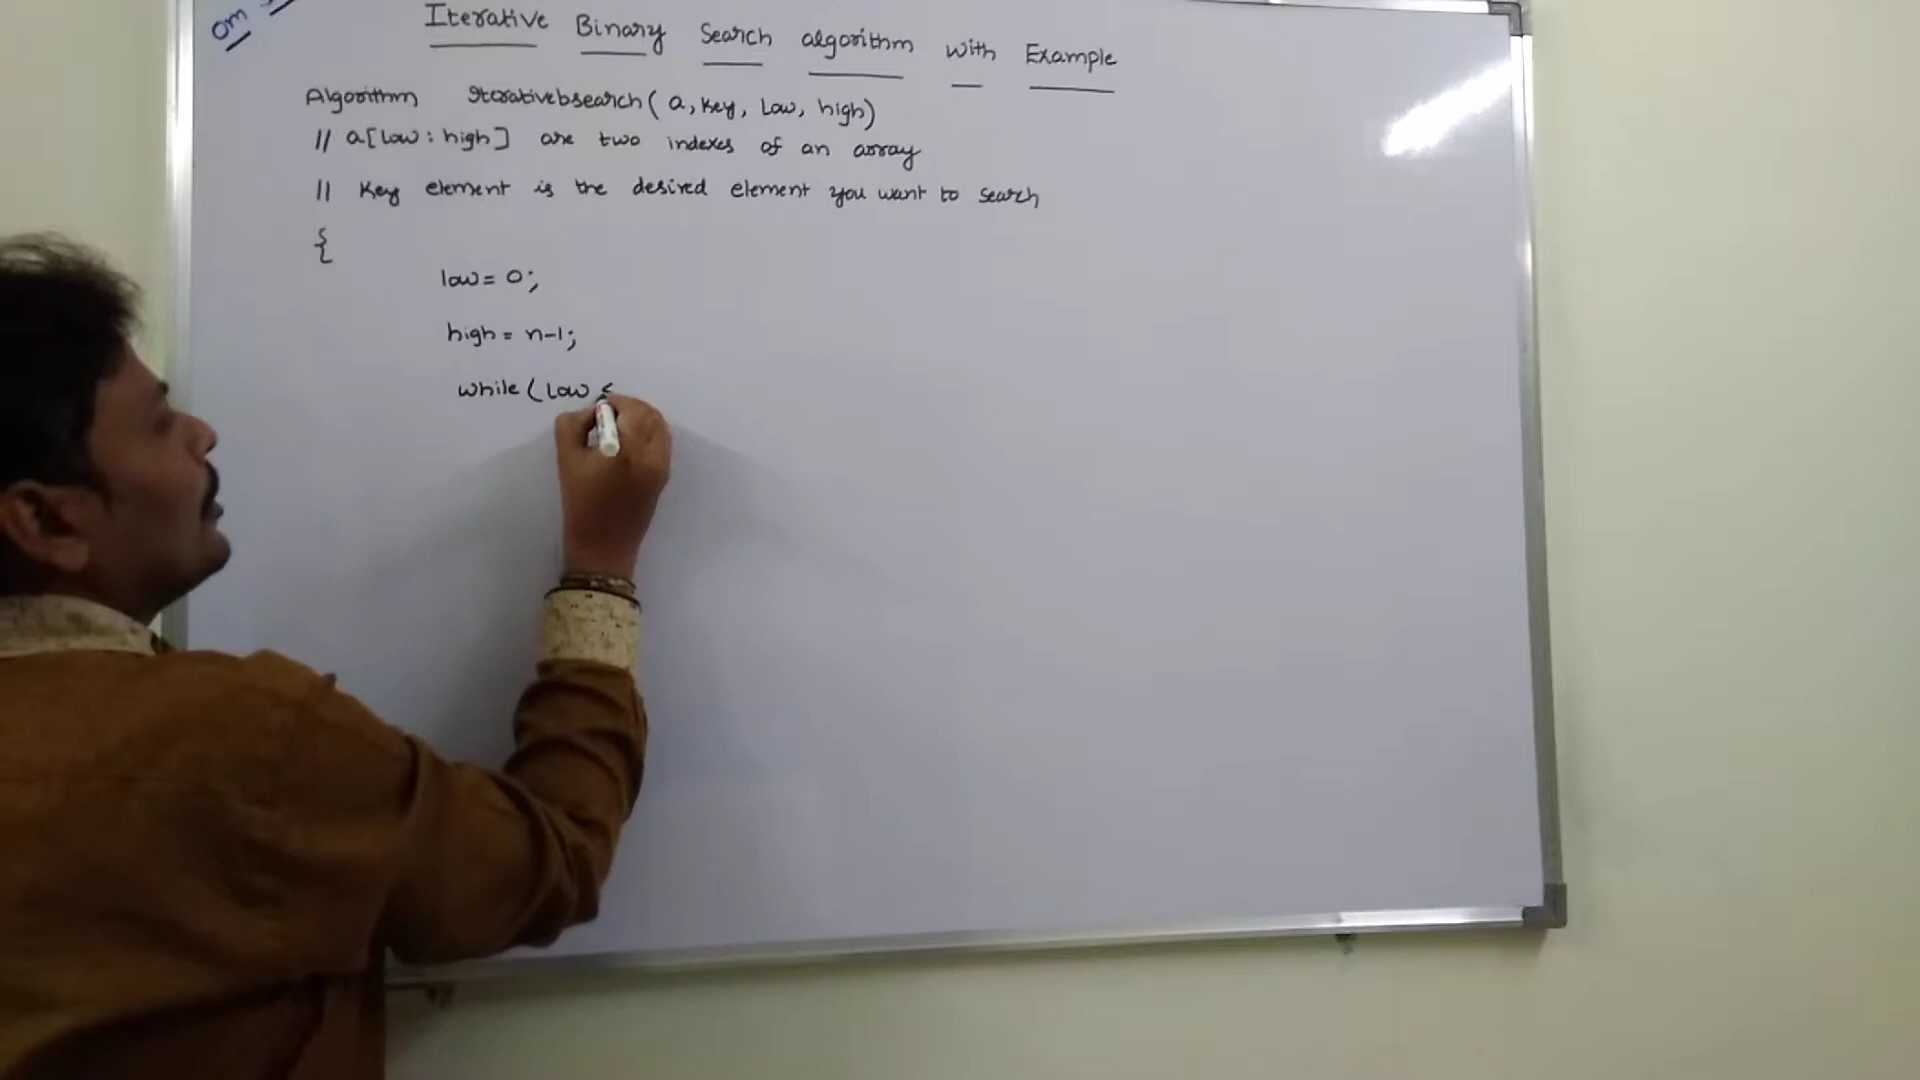 Om
Iterative Binary Search algorithm with Example
Algorithm Iterativebsearch( a, key, low, high)
// a[low : high] are two indexes of an array
// Key element is the desired element you want to search
{
low = 0;
high = n-1;
while (low <